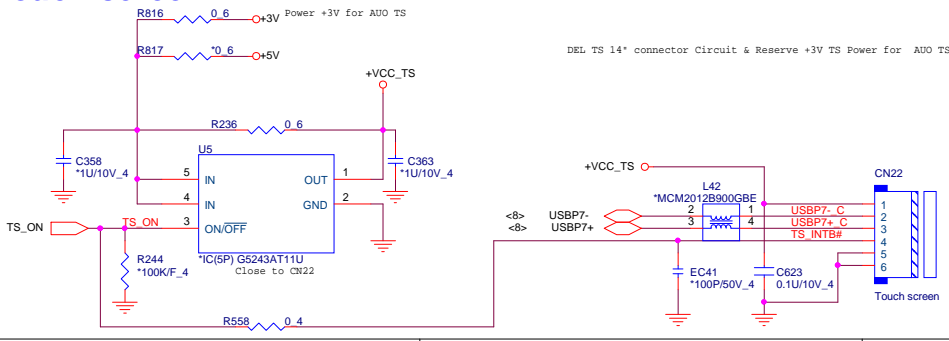 R816
0_6
+3V
Power +3V for AUO TS
R817
*0_6
+5V
DEL TS 14" connector Circuit & Reserve +3V TS Power for AUO TS
+VCC_TS
R236
0_6
C358
*1U/10V_4
U5
C363
*1U/10V_4
5
IN
OUT
1
4
IN
GND
2
TS_ON
TS_ON
3
ON/OFF
*IC(5P) G5243AT11U
Close to CN22
R244
*100K/F_4
R558
0_4
+VCC_TS
CN22
L42
*MCM2012B900GBE
<8>
USBP7-
2
1
USBP7-_C
<8>
USBP7+
3
4
USBP7+_C
TS_INTB#
1
2
3
4
5
6
EC41
*100P/50V_4
C623
0.1U/10V_4
Touch screen